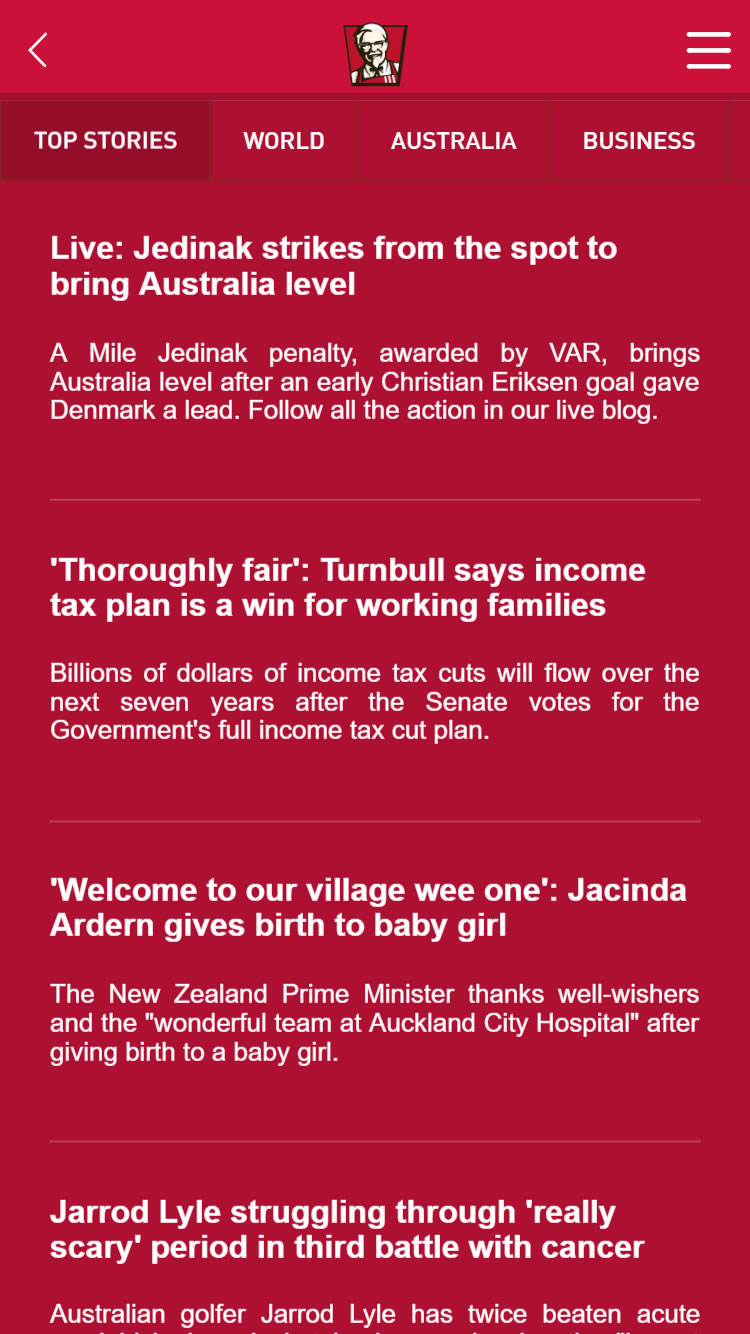 TOP STORIES WORLD AUSTRALIA BUSINESS
Live: Jedinak strikes from the spot to
bring Australia level
A Mile Jedinak penalty, awarded by VAR, brings
Australia level after an early Christian Eriksen goal gave
Denmark a lead. Follow all the action in our live blog.
'Thoroughly fair': Turnbull says income
tax plan is a win for working families
Billions of dollars of income tax cuts will flow over the
next seven years after the Senate votes for the
Government's full income tax cut plan.
'Welcome to our village wee one': Jacinda
Ardern gives birth to baby girl
The New Zealand Prime Minister thanks well-wishers
and the "wonderful team at Auckland City Hospital" after
giving birth to a baby girl.
Jarrod Lyle struggling through 'really
scary' period in third battle with cancer
Australian golfer Jarrod Lyle has twice beaten acute